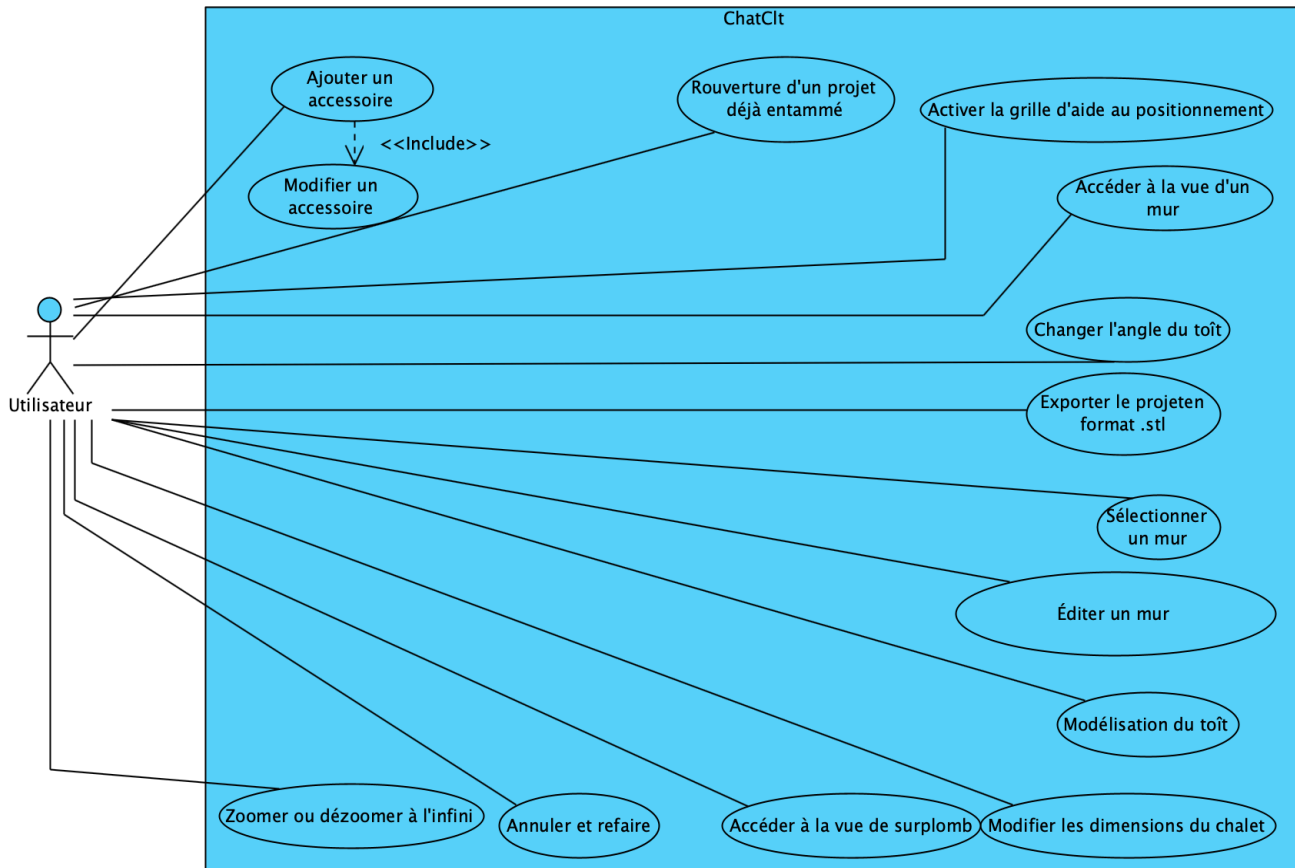 ChatClt
Ajouter un
accessoire
<<Include>>
Modifier un
accessoire
Rouverture d'un projet
déjà entammé
Activer la grille d'aide au positionnement
Accéder à la vue d'un
mur
Changer l'angle du toît
Exporter le projeten
format .stl
Utilisateur
Sélectionner
un mur
Éditer un mur
Modélisation du toît
Zoomer ou dézoomer à l'infini
Annuler et refaire
Accéder à la vue de surplomb
Modifier les dimensions du chalet